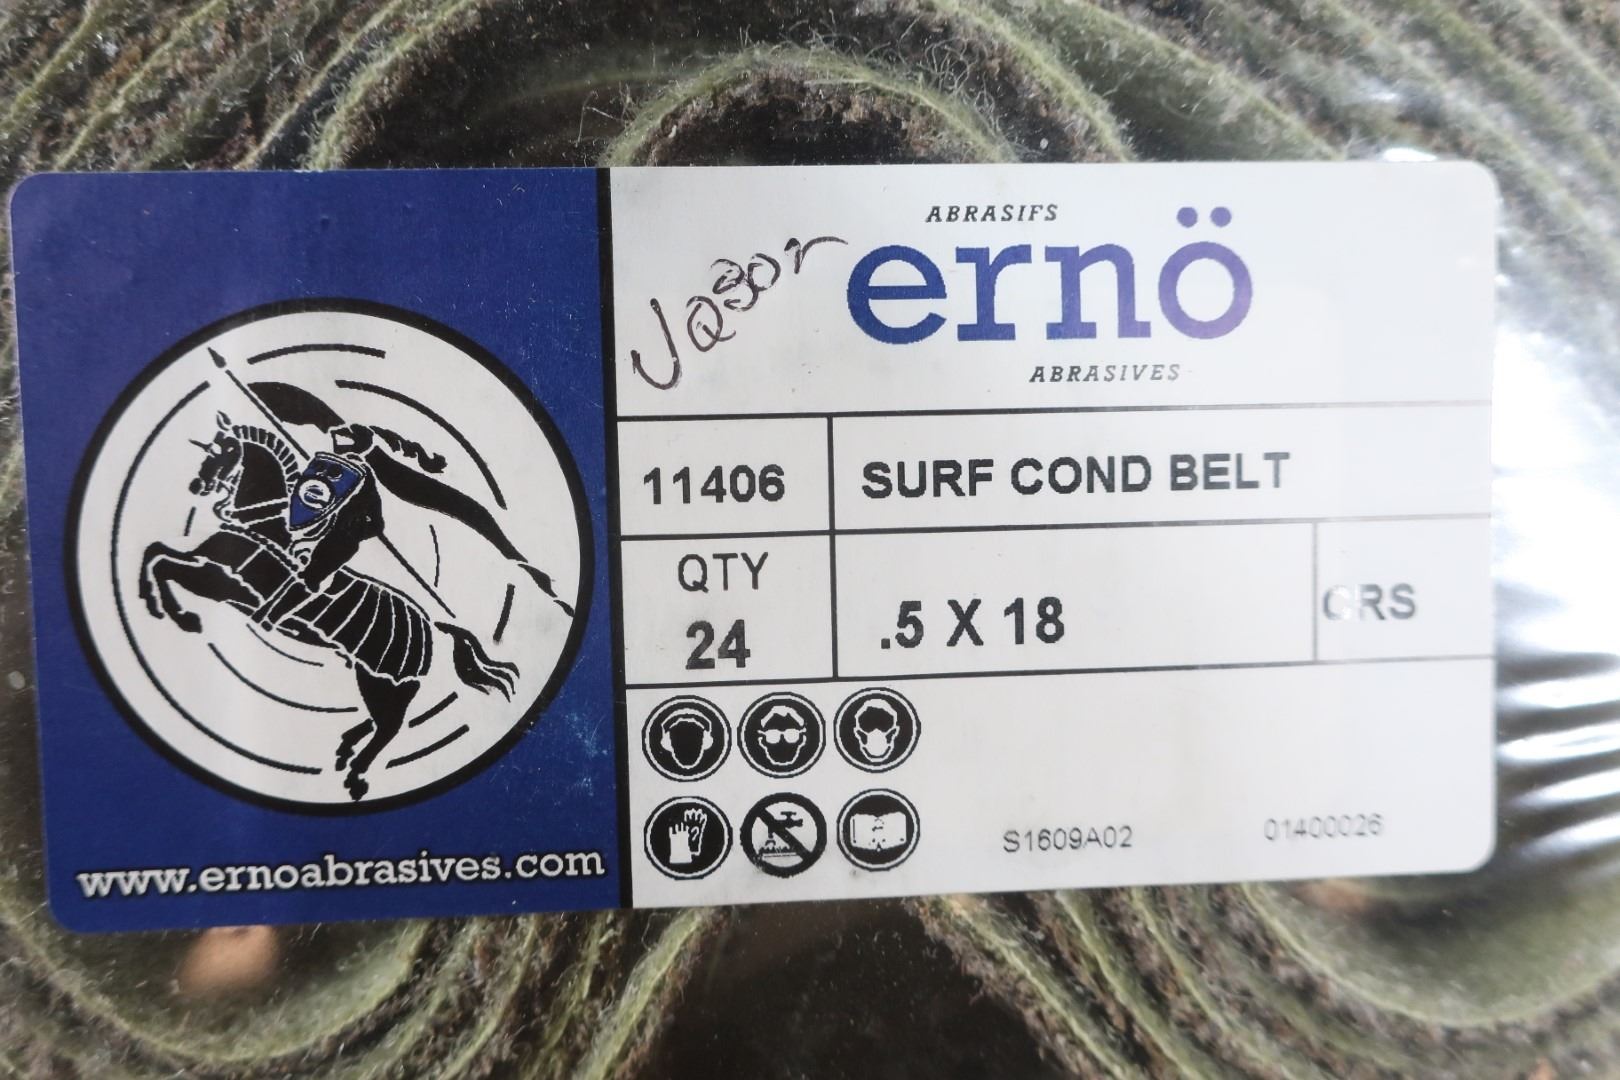 Jason
ABRASIFS
ernö
ABRASIVES
11406
SURF COND BELT
QTY
24
.5 X 18
CRS
e
www.ernoabrasives.com
S1609A02
01400026